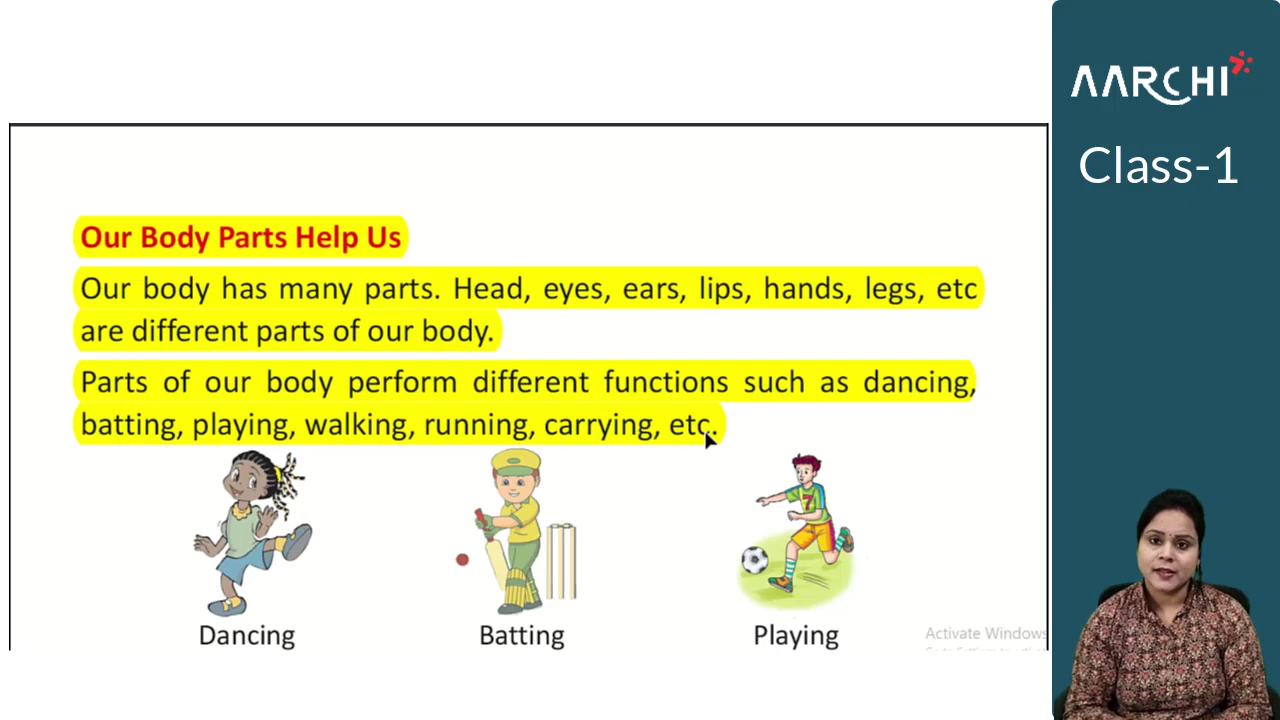 AARCHI
Class-1
Our Body Parts Help Us
Our body has many parts. Head, eyes, ears, lips, hands, legs, etc
are different parts of our body.
Parts of our body perform different functions such as dancing,
batting, playing, walking, running, carrying, etc.
7
Dancing Batting Playing
Activate Windows